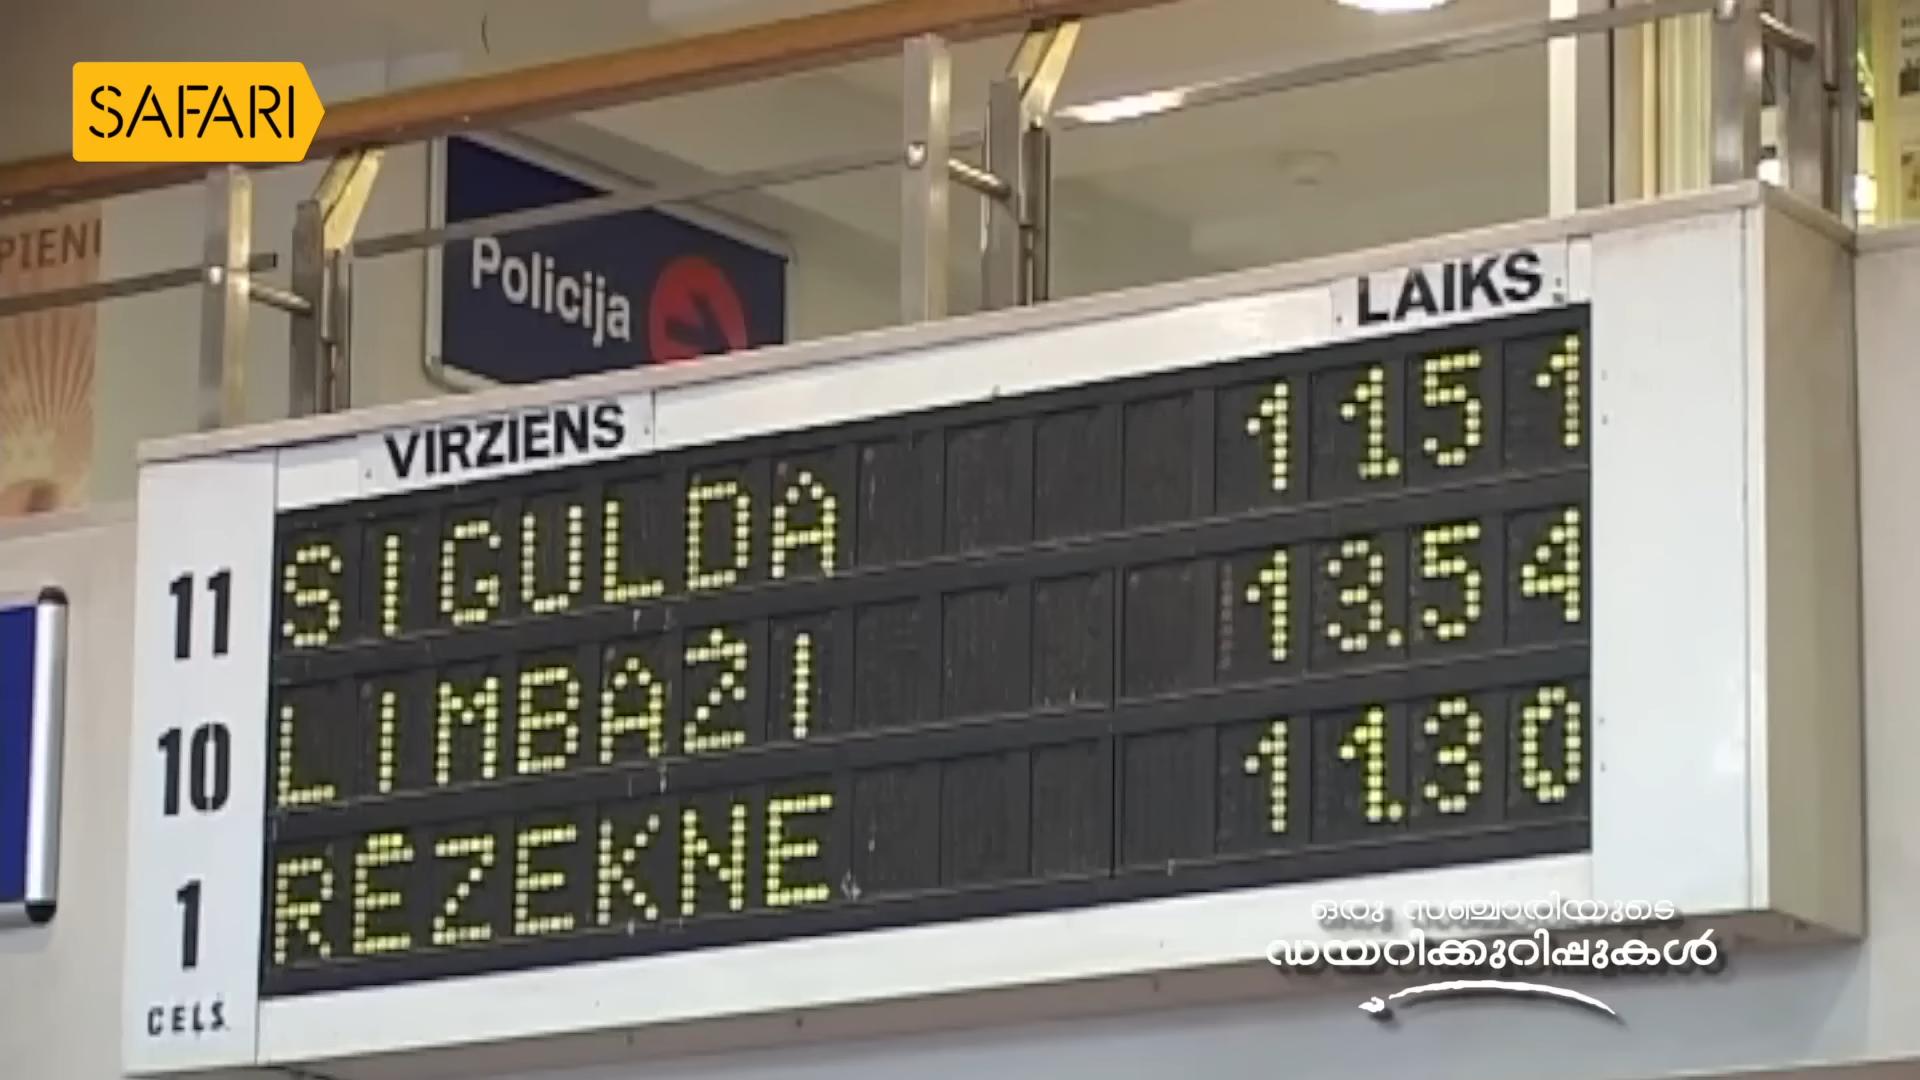 SAFARI
PIENI
Policija
VIRZIENS LAIKS
11 SIGULDA 11.51
10 LIMBAŽI 13.54
1 RĒZEKNE 11.30
CELŠ
ഒരു സഞ്ചാരിയുടെ
ഡയറിക്കുറിപ്പുകൾ